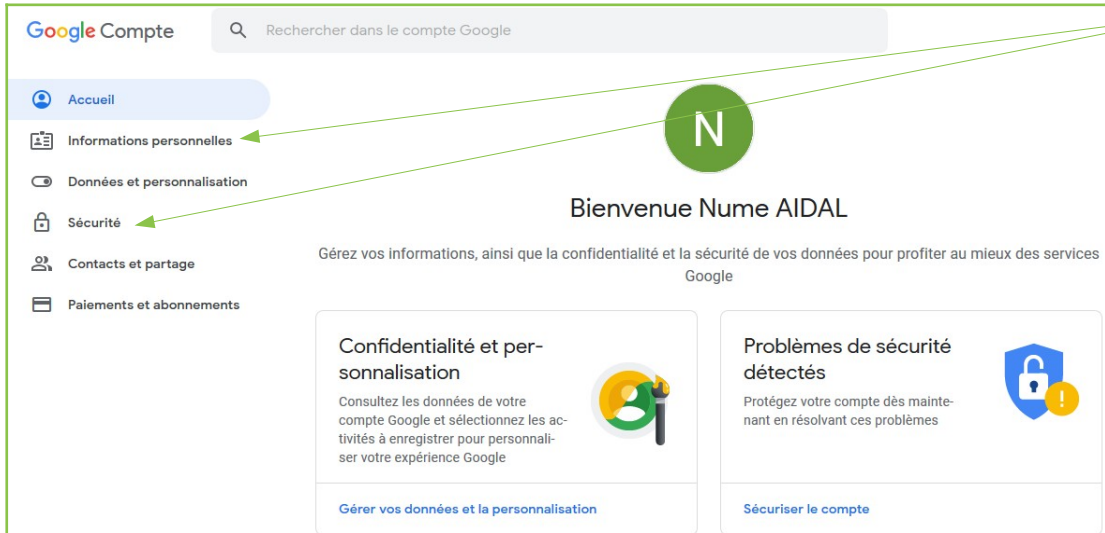 Google Compte
Rechercher dans le compte Google
Accueil
Informations personnelles
Données et personnalisation
Sécurité
Contacts et partage
Paiements et abonnements
N
Bienvenue Nume AIDAL
Gérez vos informations, ainsi que la confidentialité et la sécurité de vos données pour profiter au mieux des services
Google
Confidentialité et per-
sonnalisation
Consultez les données de votre
compte Google et sélectionnez les ac-
tivités à enregistrer pour personnali-
ser votre expérience Google
Gérer vos données et la personnalisation
Problèmes de sécurité
détectés
Protégez votre compte dès mainte-
nant en résolvant ces problèmes
Sécuriser le compte